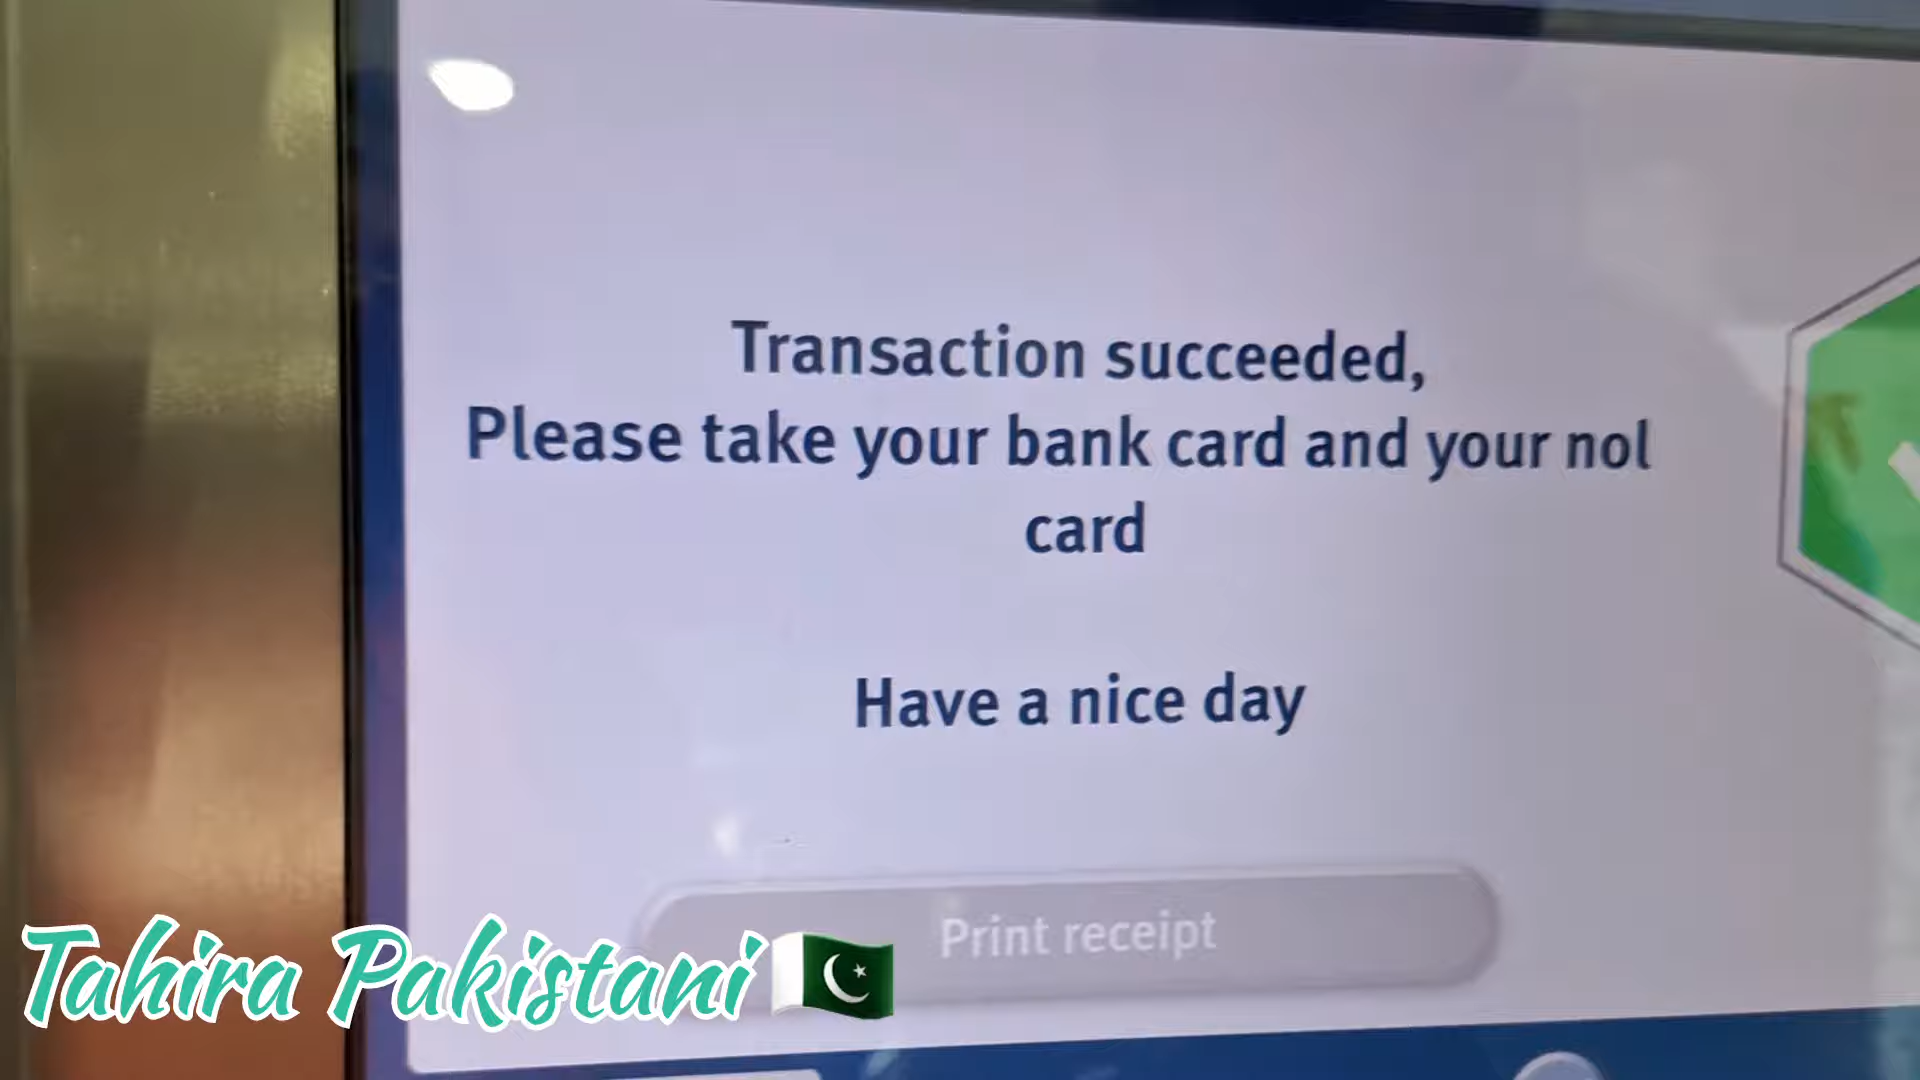 Transaction succeeded,
Please take your bank card and your nol
card
Have a nice day
Print receipt
Tahira Pakistani🇵🇰